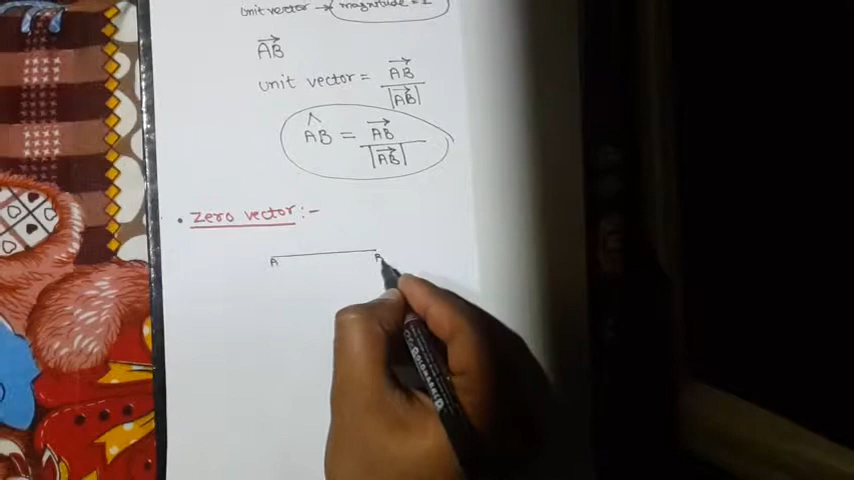 unit vector → magnitude = 1
→AB
unit vector = →AB / |→AB|
^AB = →AB / |→AB|
• Zero vector :-
A B